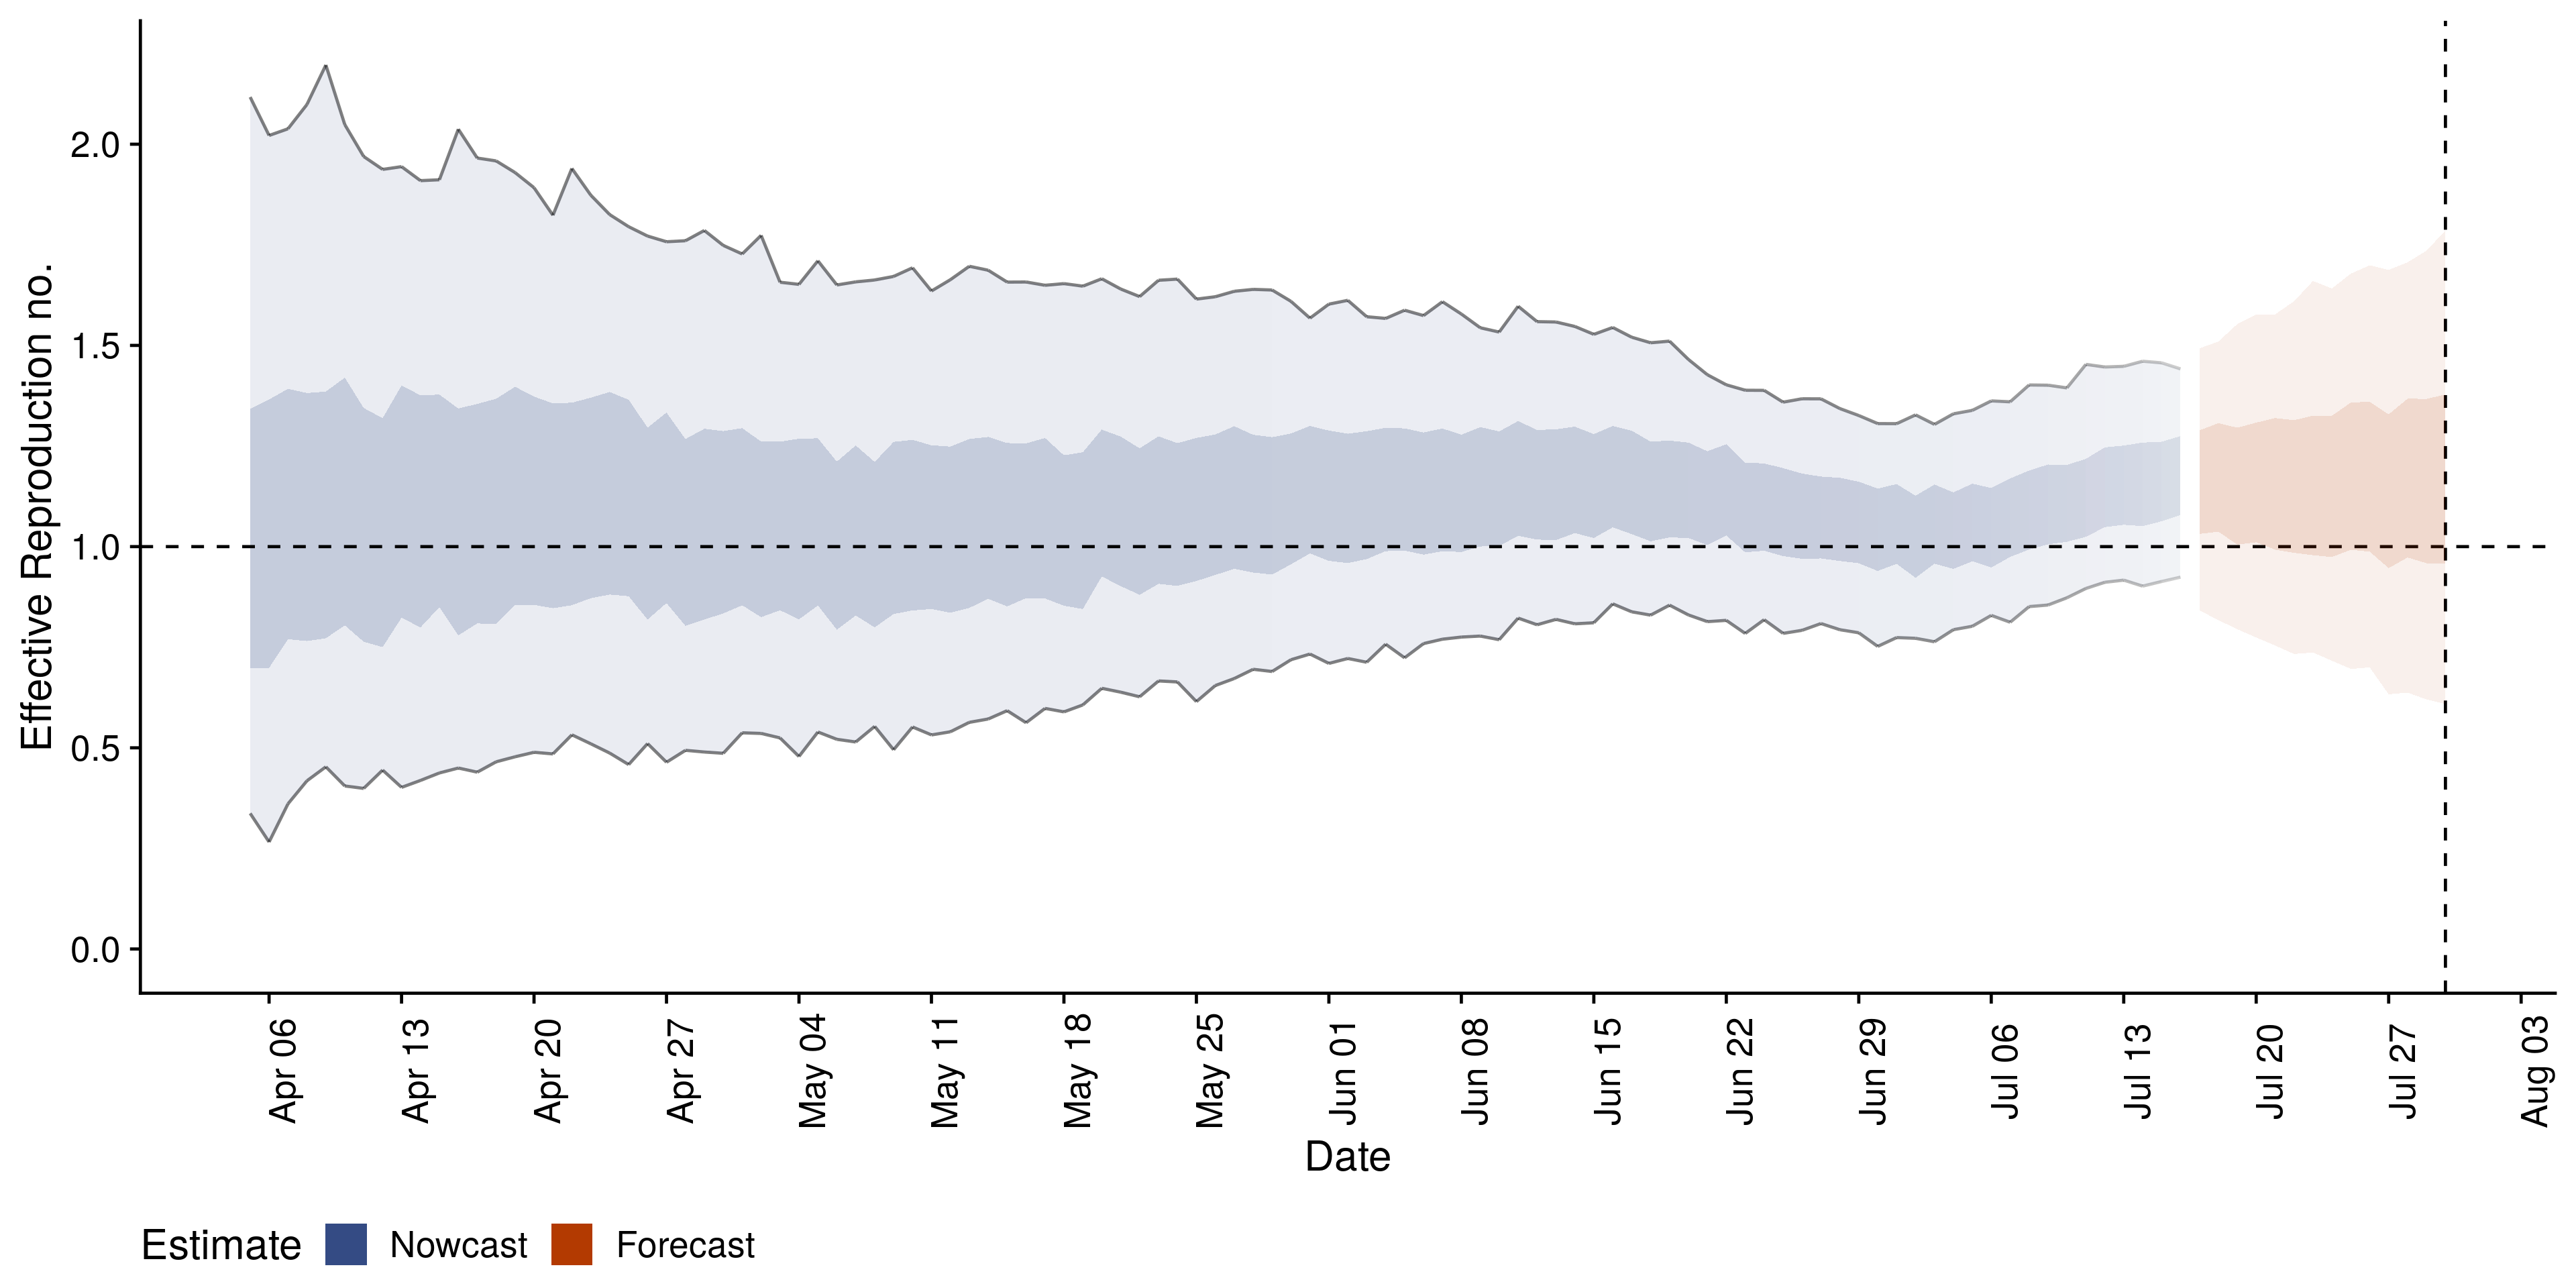 Effective Reproduction no.
2.0
1.5
1.0
0.5
0.0
Apr 06
Apr 13
Apr 20
Apr 27
May 04
May 11
May 18
May 25
Jun 01
Jun 08
Jun 15
Jun 22
Jun 29
Jul 06
Jul 13
Jul 20
Jul 27
Aug 03
Date
Estimate Nowcast Forecast